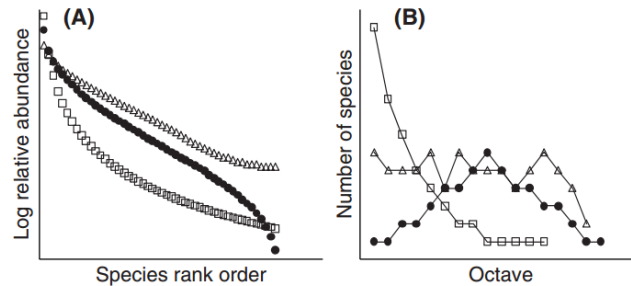 (A)
Log relative abundance
Species rank order
(B)
Number of species
Octave